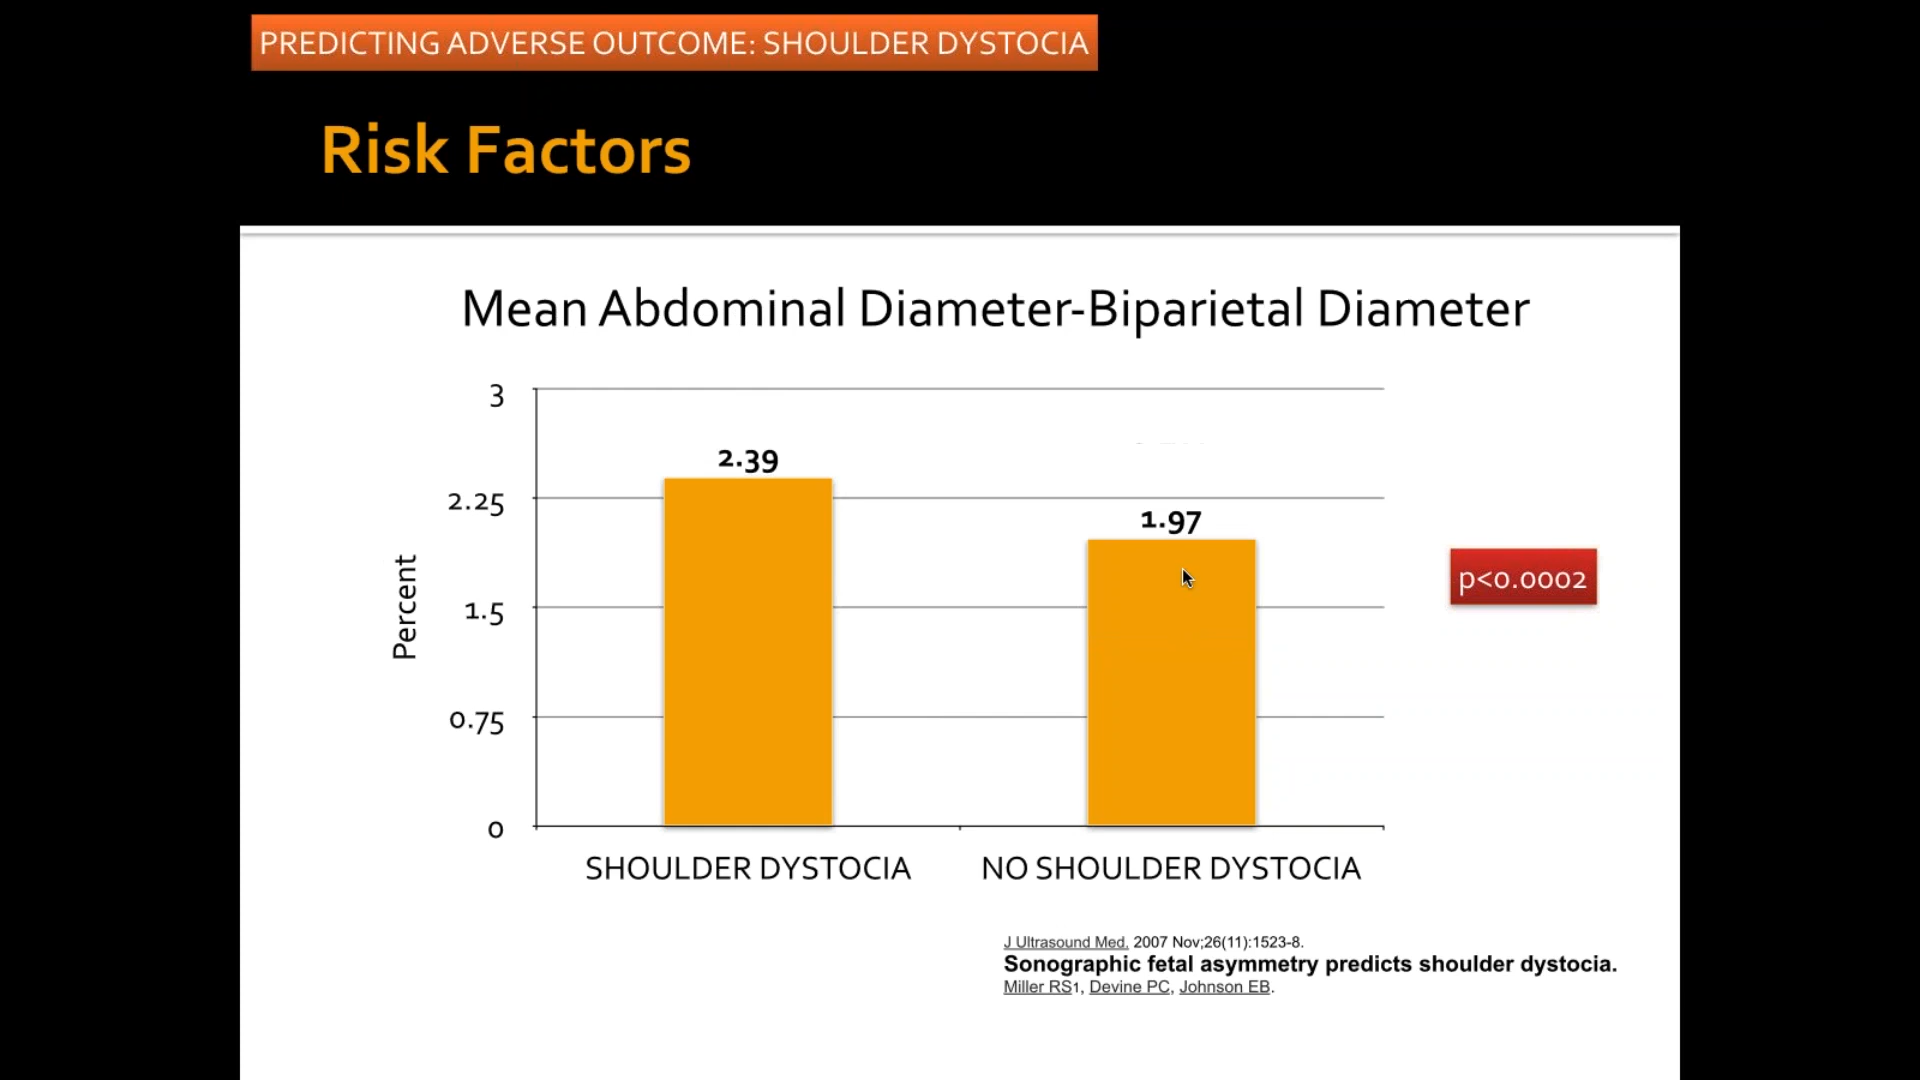 PREDICTING ADVERSE OUTCOME: SHOULDER DYSTOCIA
Risk Factors
Mean Abdominal Diameter-Biparietal Diameter
3
2.39
2.25
1.97
Percent
p<0.0002
1.5
0.75
0
SHOULDER DYSTOCIA
NO SHOULDER DYSTOCIA
J Ultrasound Med. 2007 Nov;26(11):1523-8.
Sonographic fetal asymmetry predicts shoulder dystocia.
Miller RS1, Devine PC, Johnson EB.